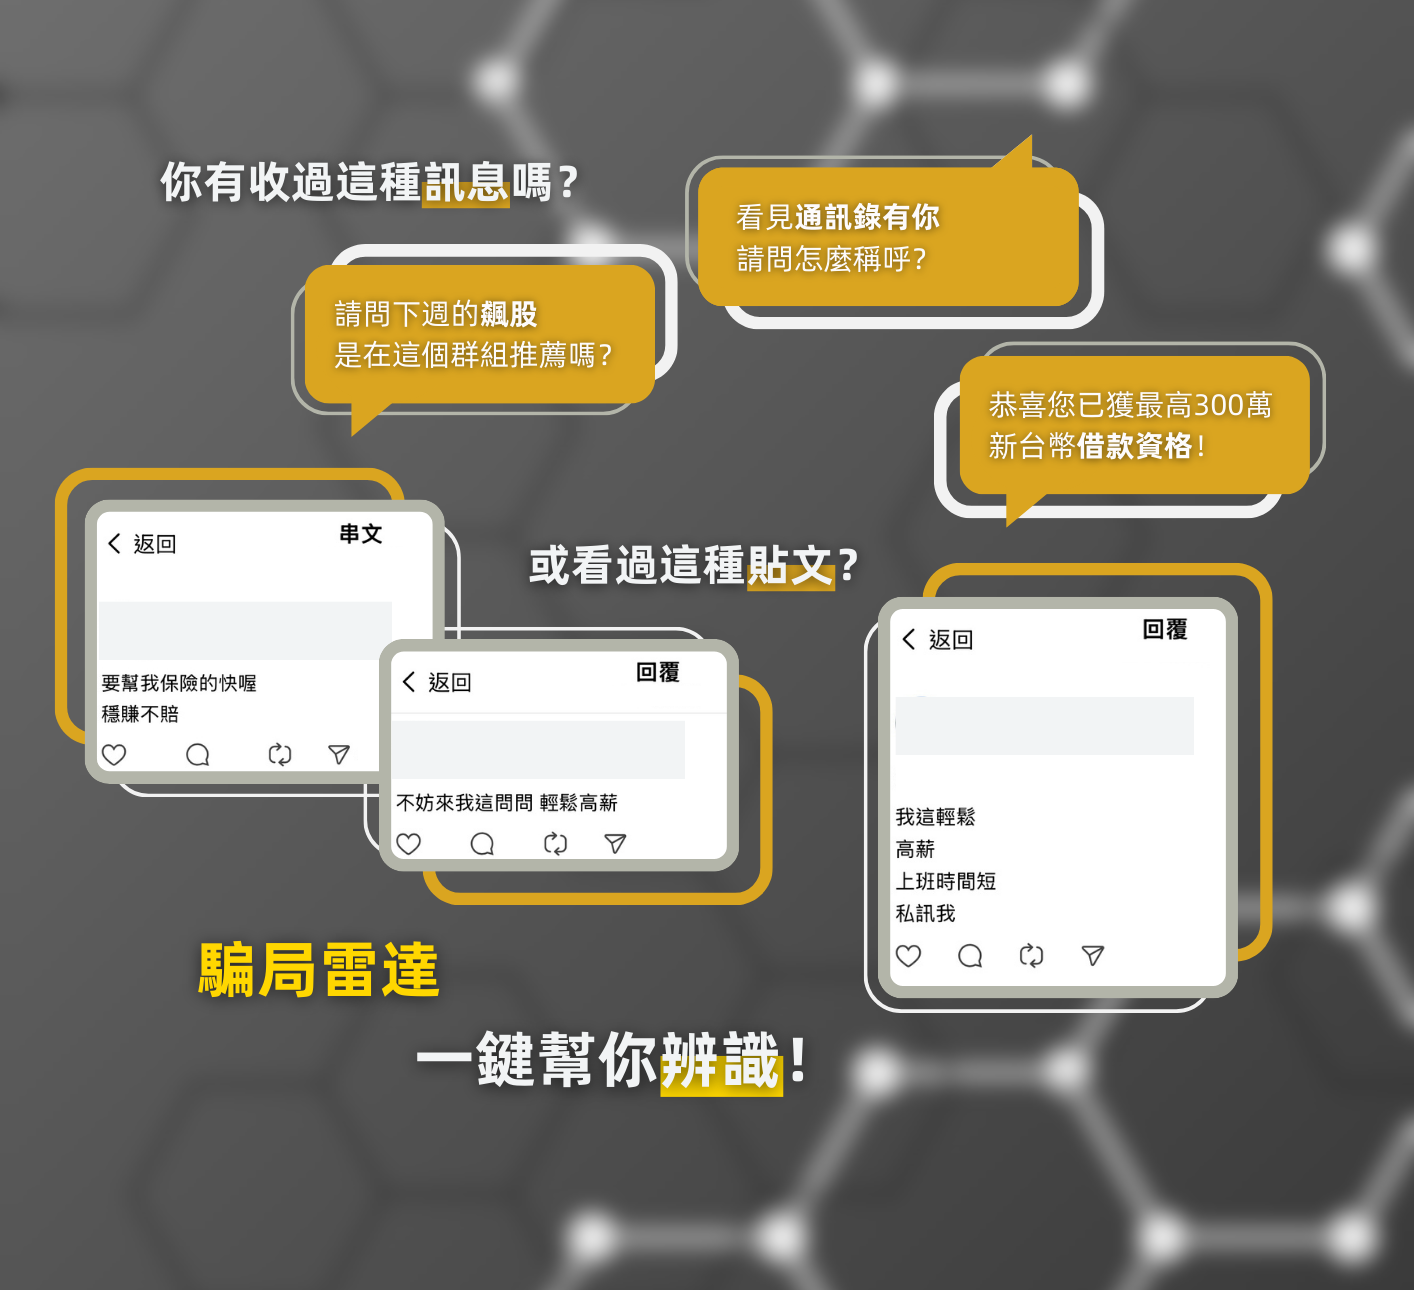 你有收過這種訊息嗎?
看見通訊錄有你
請問怎麼稱呼?
請問下週的飆股
是在這個群組推薦嗎?
恭喜您已獲最高300萬
新台幣借款資格!
或看過這種貼文?
返回
串文
要幫我保險的快喔
穩賺不賠
返回
回覆
不妨來我這問問 輕鬆高薪
返回
回覆
我這輕鬆
高薪
上班時間短
私訊我
騙局雷達
一鍵幫你辨識!